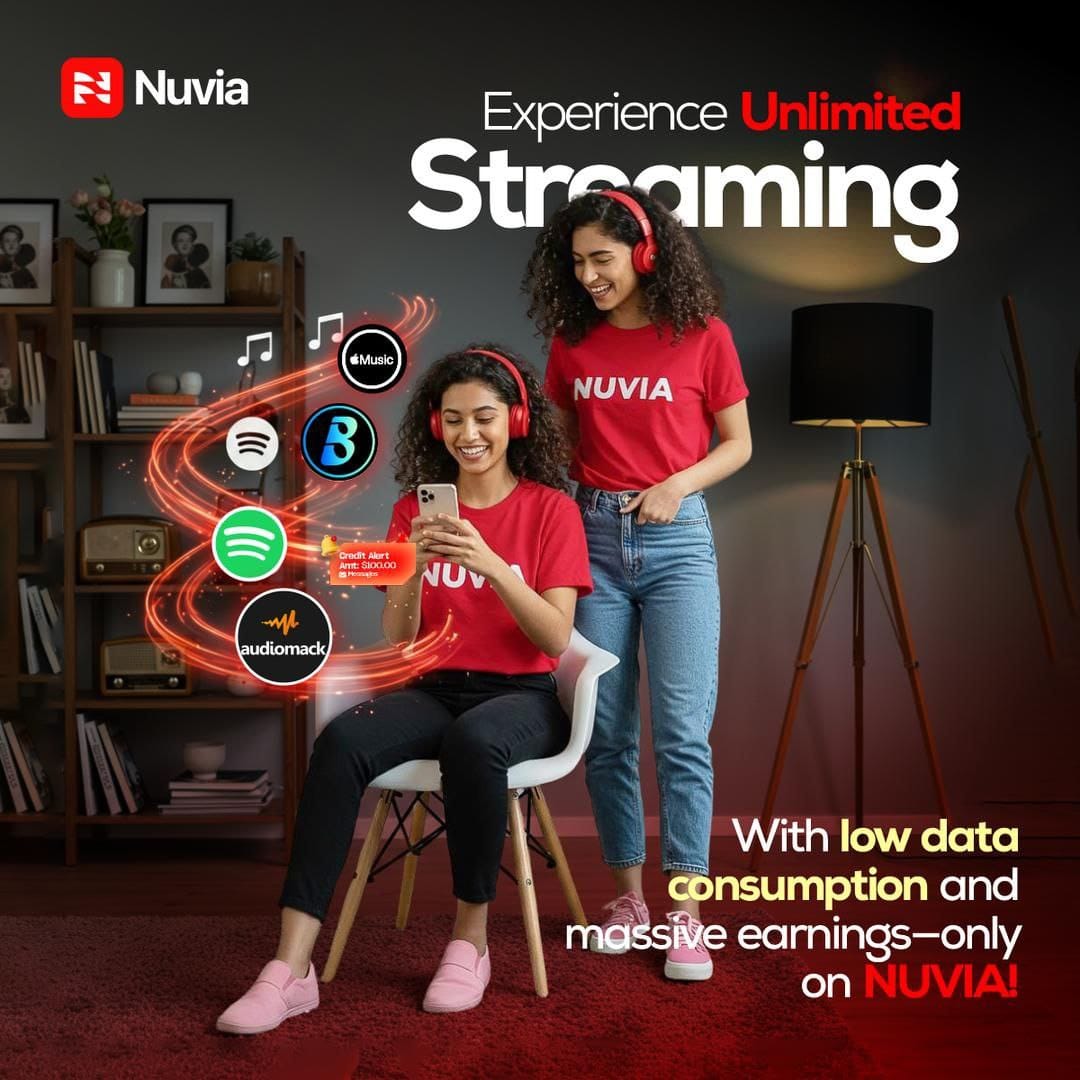 Nuvia
Experience Unlimited
Streaming
NUVIA
Music
Credit Alert
Amt: $100.00
Messages
NUVIA
audiomack
With low data
consumption and
massive earnings—only
on NUVIA!